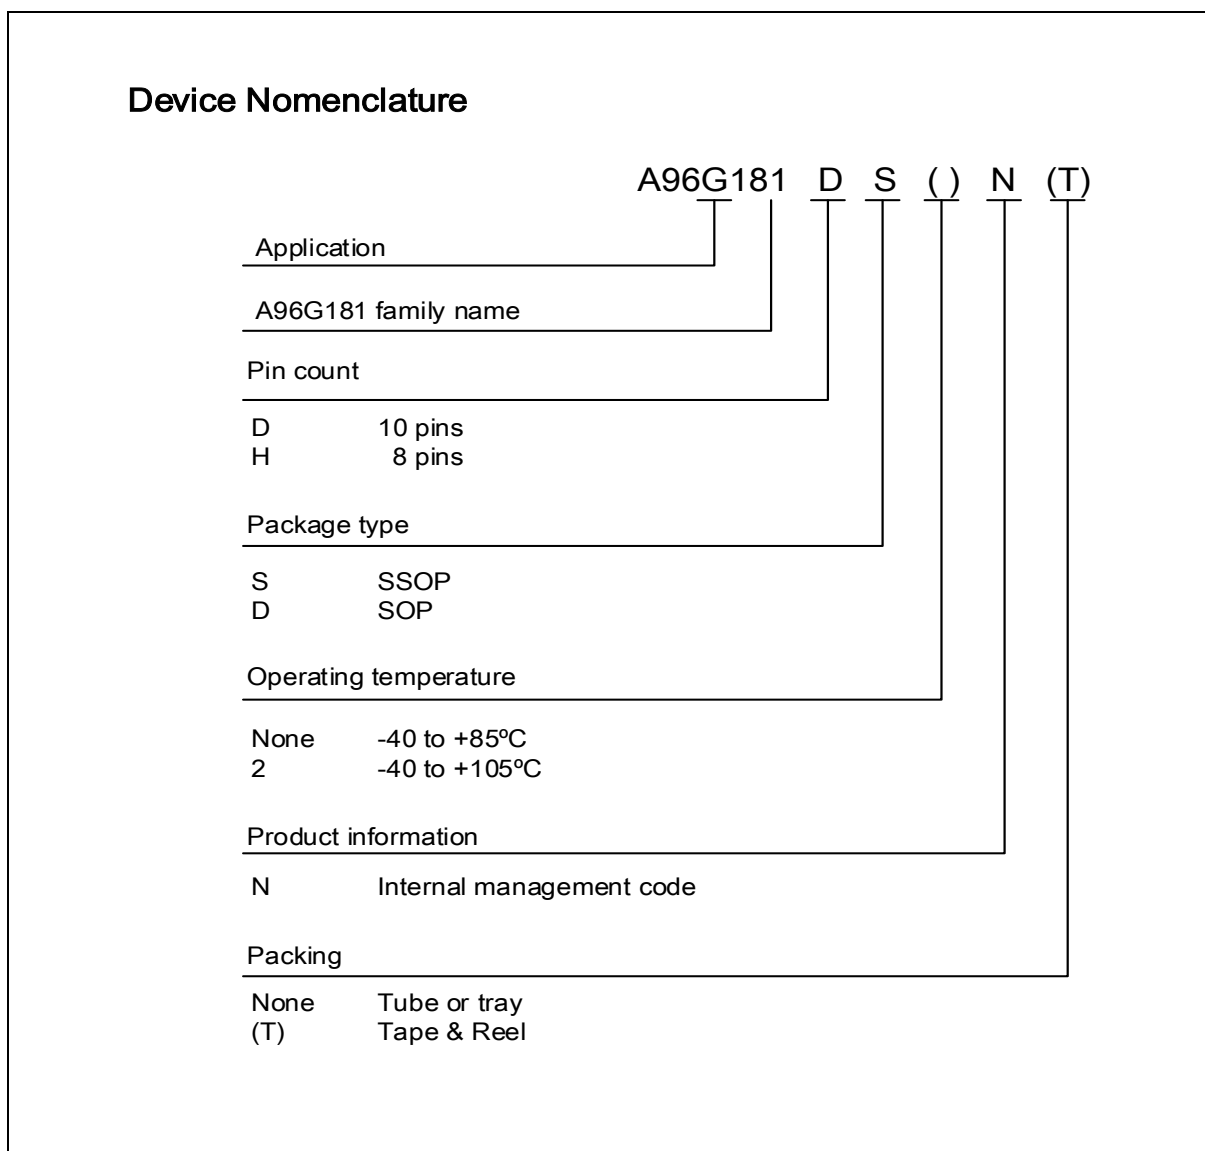 Device Nomenclature
A96G181 D S ( ) N (T)
Application
A96G181 family name
Pin count
D 10 pins
H 8 pins
Package type
S SSOP
D SOP
Operating temperature
None -40 to +85ºC
2 -40 to +105ºC
Product information
N Internal management code
Packing
None Tube or tray
(T) Tape & Reel